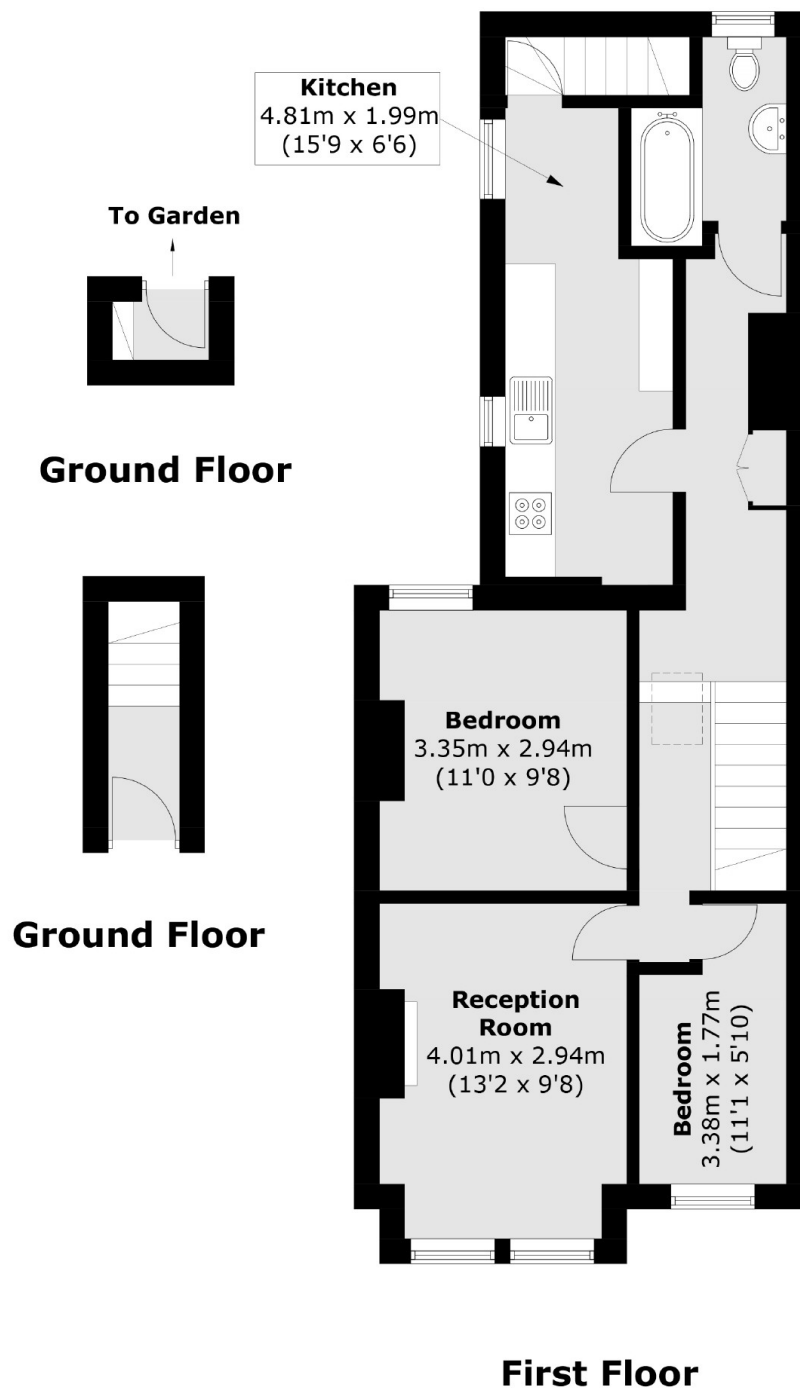 Kitchen
4.81m x 1.99m
(15'9 x 6'6)
To Garden
Ground Floor
Ground Floor
Bedroom
3.35m x 2.94m
(11'0 x 9'8)
Reception
Room
4.01m x 2.94m
(13'2 x 9'8)
Bedroom
3.38m x 1.77m
(11'1 x 5'10)
First Floor